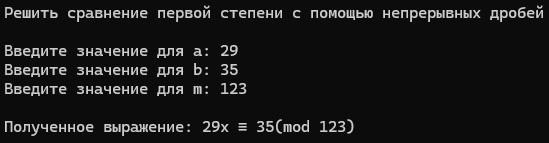 Решить сравнение первой степени с помощью непрерывных дробей
Введите значение для a: 29
Введите значение для b: 35
Введите значение для m: 123
Полученное выражение: 29x ≡ 35(mod 123)